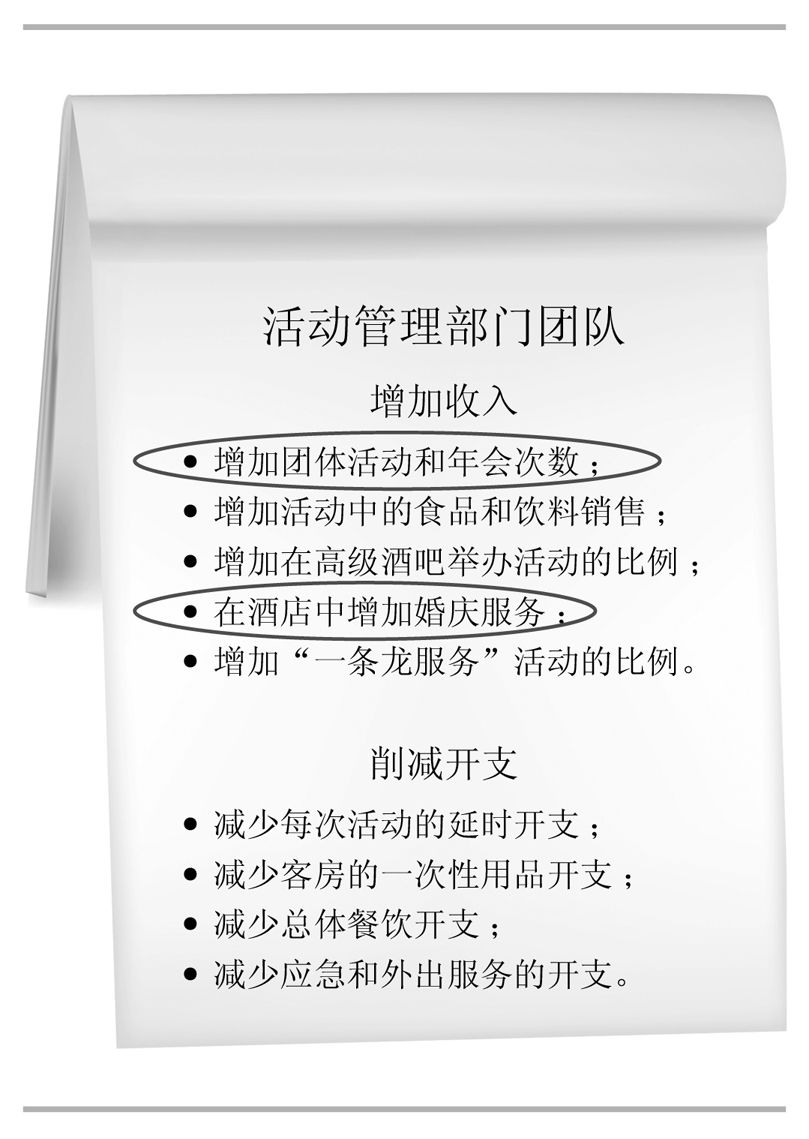 活动管理部门团队
增加收入
• 增加团体活动和年会次数；
• 增加活动中的食品和饮料销售；
• 增加在高级酒吧举办活动的比例；
• 在酒店中增加婚庆服务；
• 增加“一条龙服务”活动的比例。
削减开支
• 减少每次活动的延时开支；
• 减少客房的一次性用品开支；
• 减少总体餐饮开支；
• 减少应急和外出服务的开支。